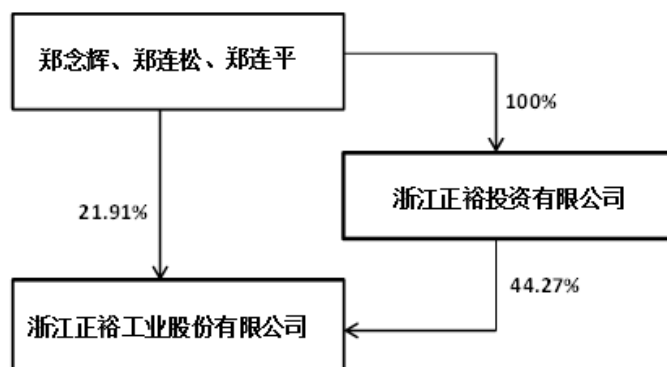 郑念辉、郑连松、郑连平
100%
浙江正裕投资有限公司
21.91%
44.27%
浙江正裕工业股份有限公司